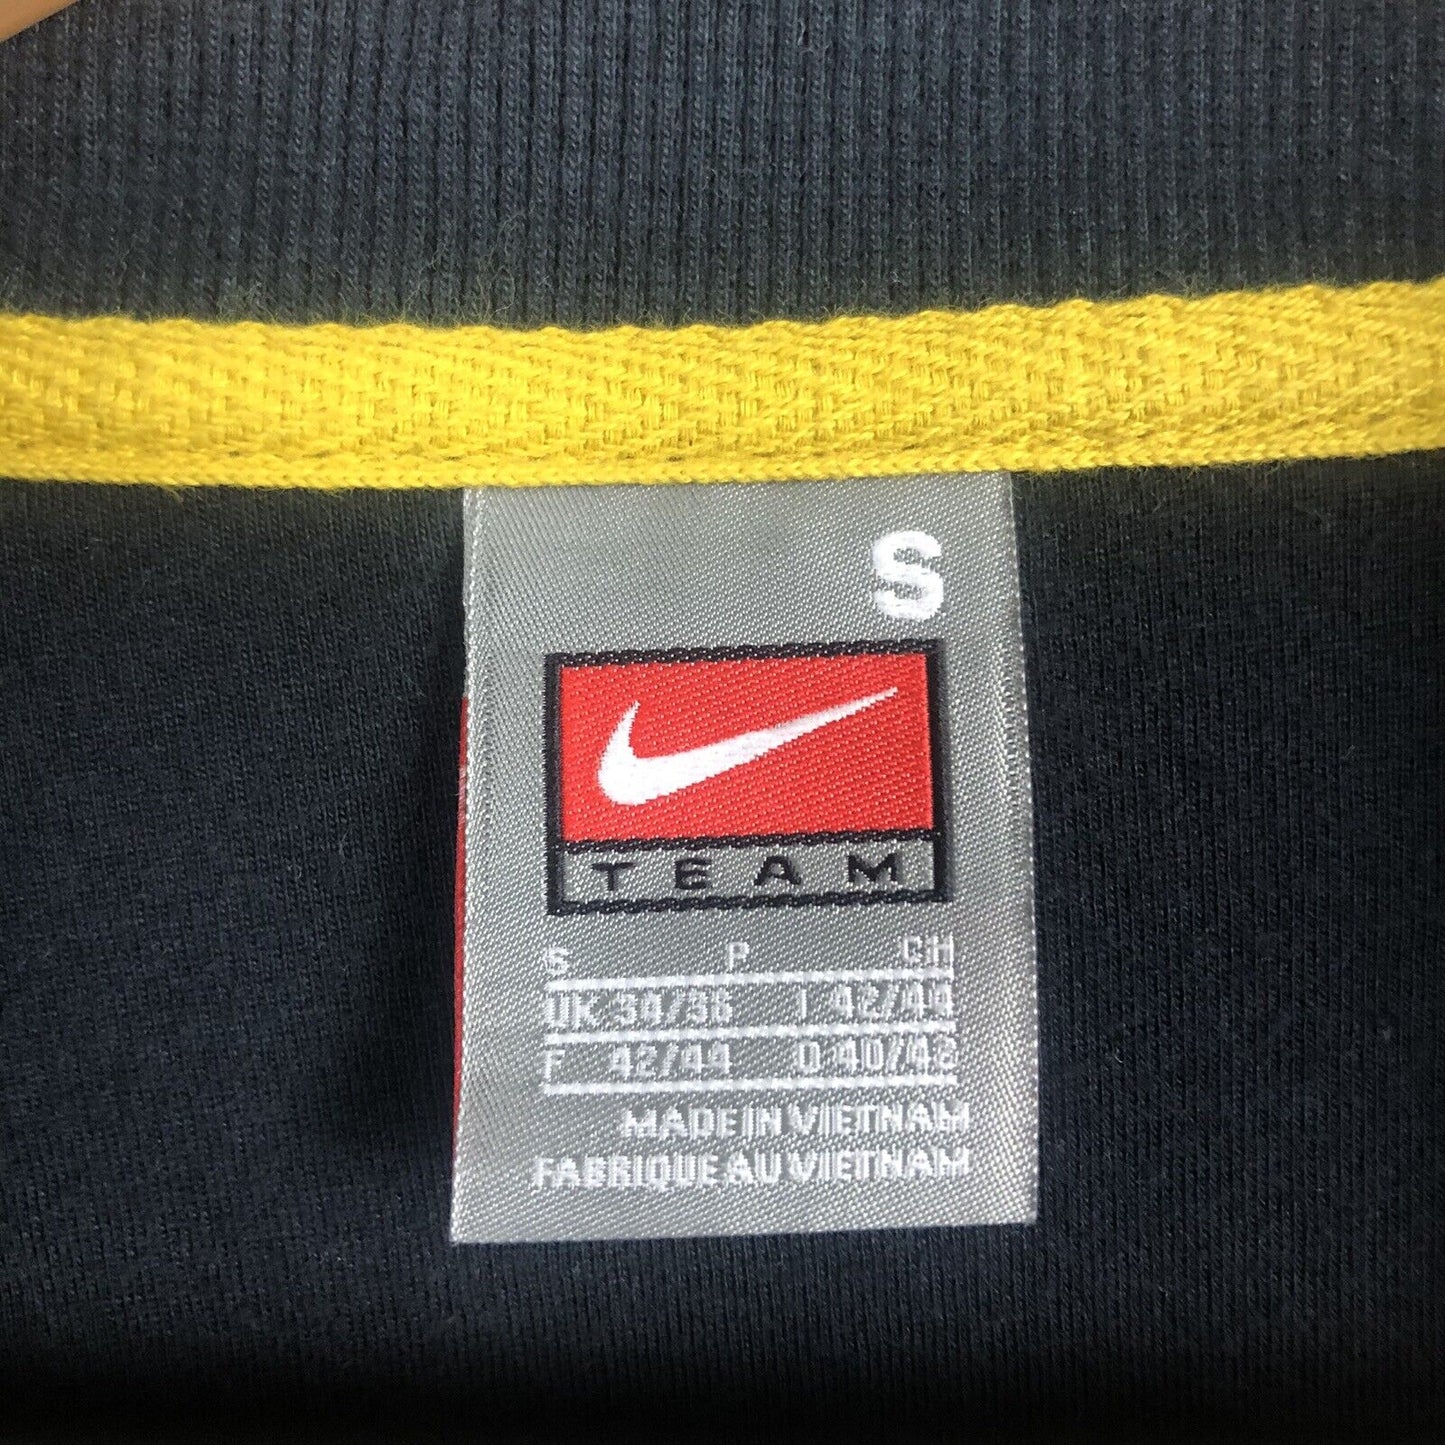 S
TEAM
S P CH
UK 34/36 I 42/44
F 42/44 D 40/42
MADE IN VIETNAM
FABRIQUE AU VIETNAM